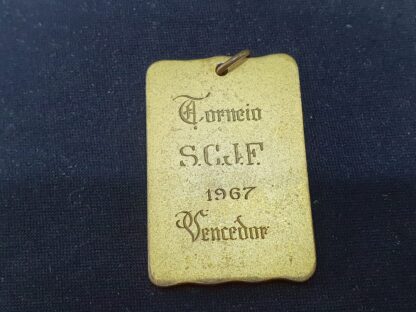 Torneio
S.C.J.F.
1967
Vencedor